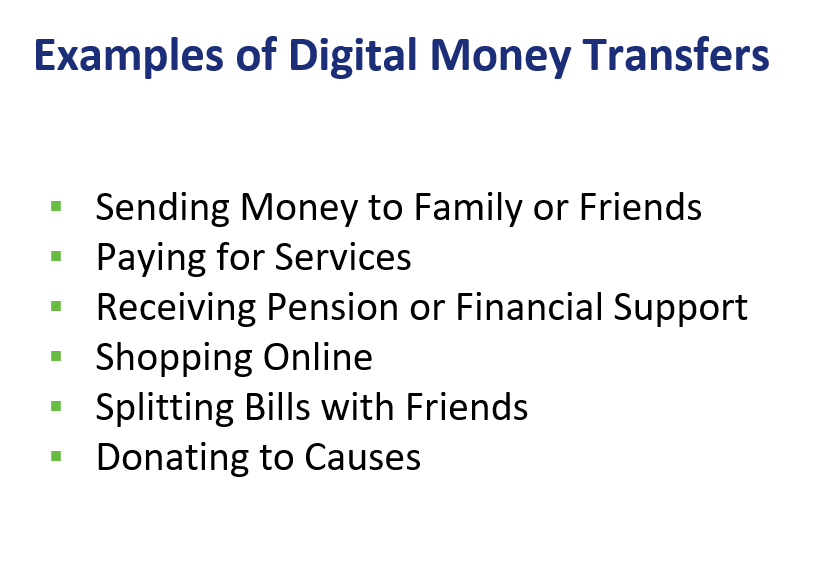 Examples of Digital Money Transfers
▪ Sending Money to Family or Friends
▪ Paying for Services
▪ Receiving Pension or Financial Support
▪ Shopping Online
▪ Splitting Bills with Friends
▪ Donating to Causes